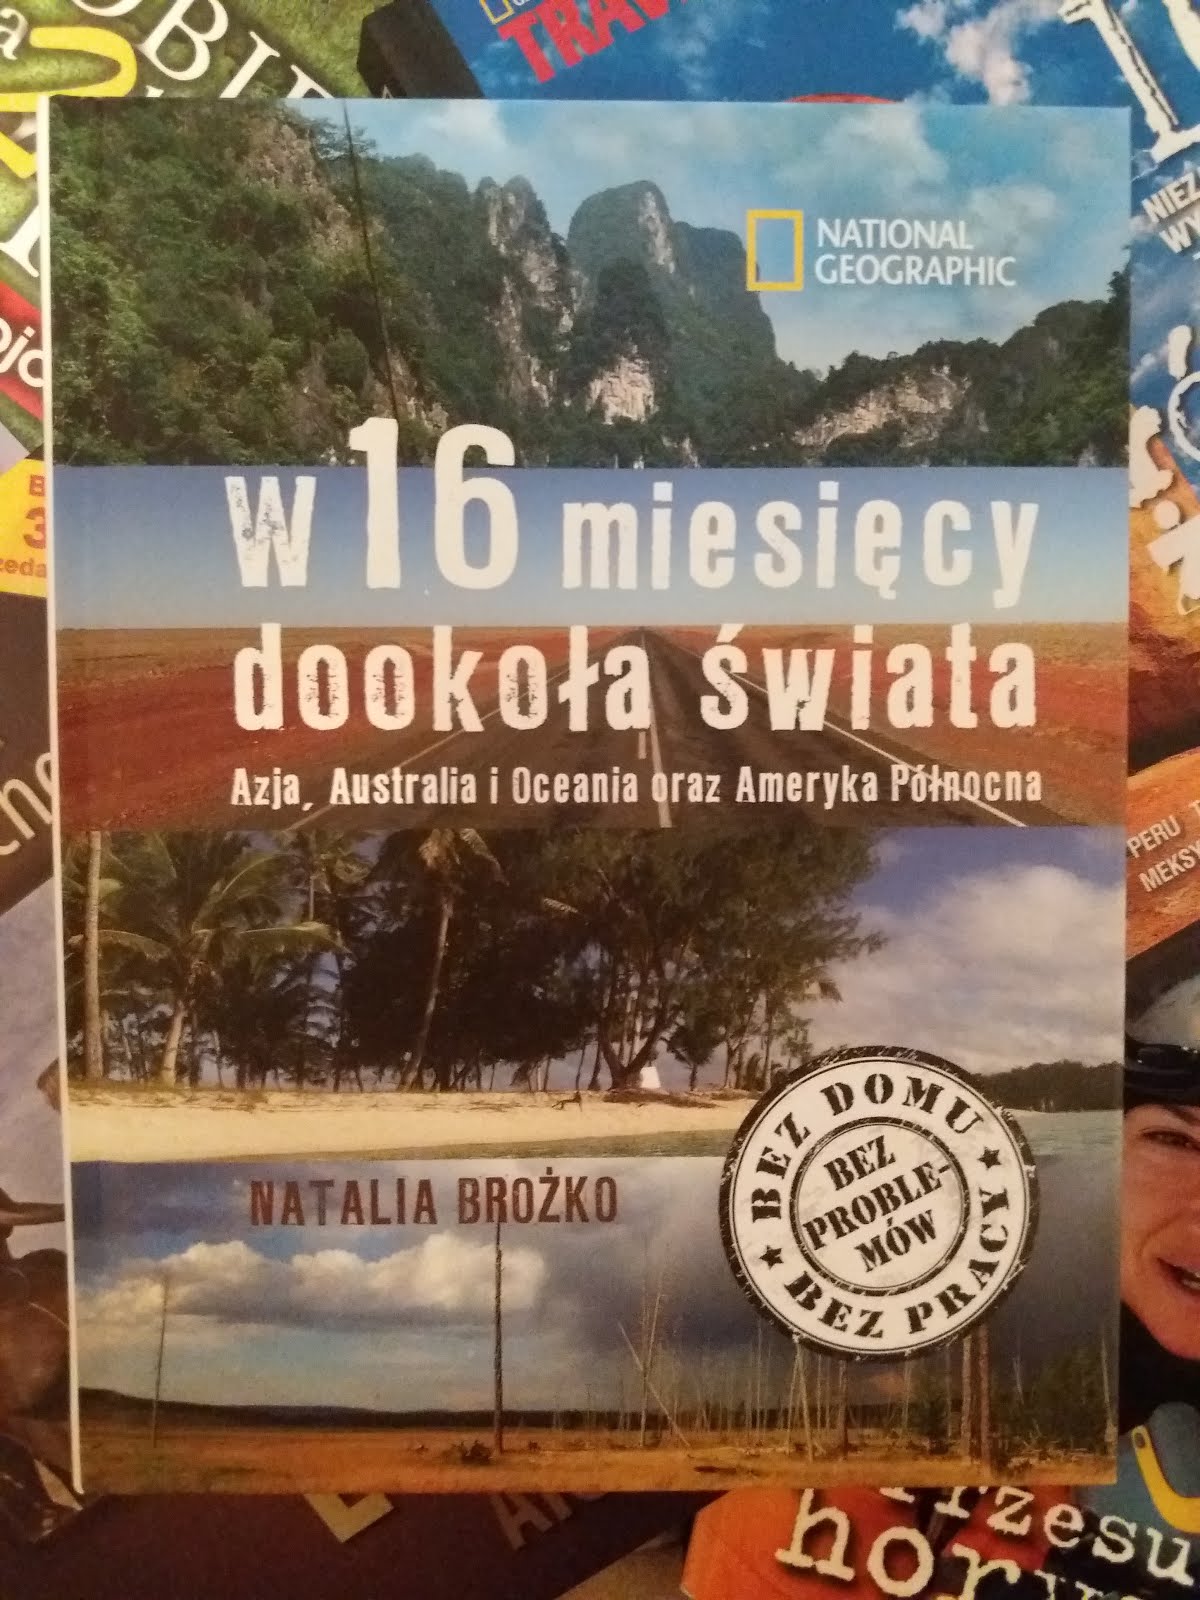 TRAV
NATIONAL
GEOGRAPHIC
w 16 miesięcy
dookoła świata
Azja, Australia i Oceania oraz Ameryka Północna
NATALIA BROŻKO
BEZ DOMU
BEZ
PROBLE-
MÓW
BEZ PRACY
PERU
MEKSY
rzesu
hory